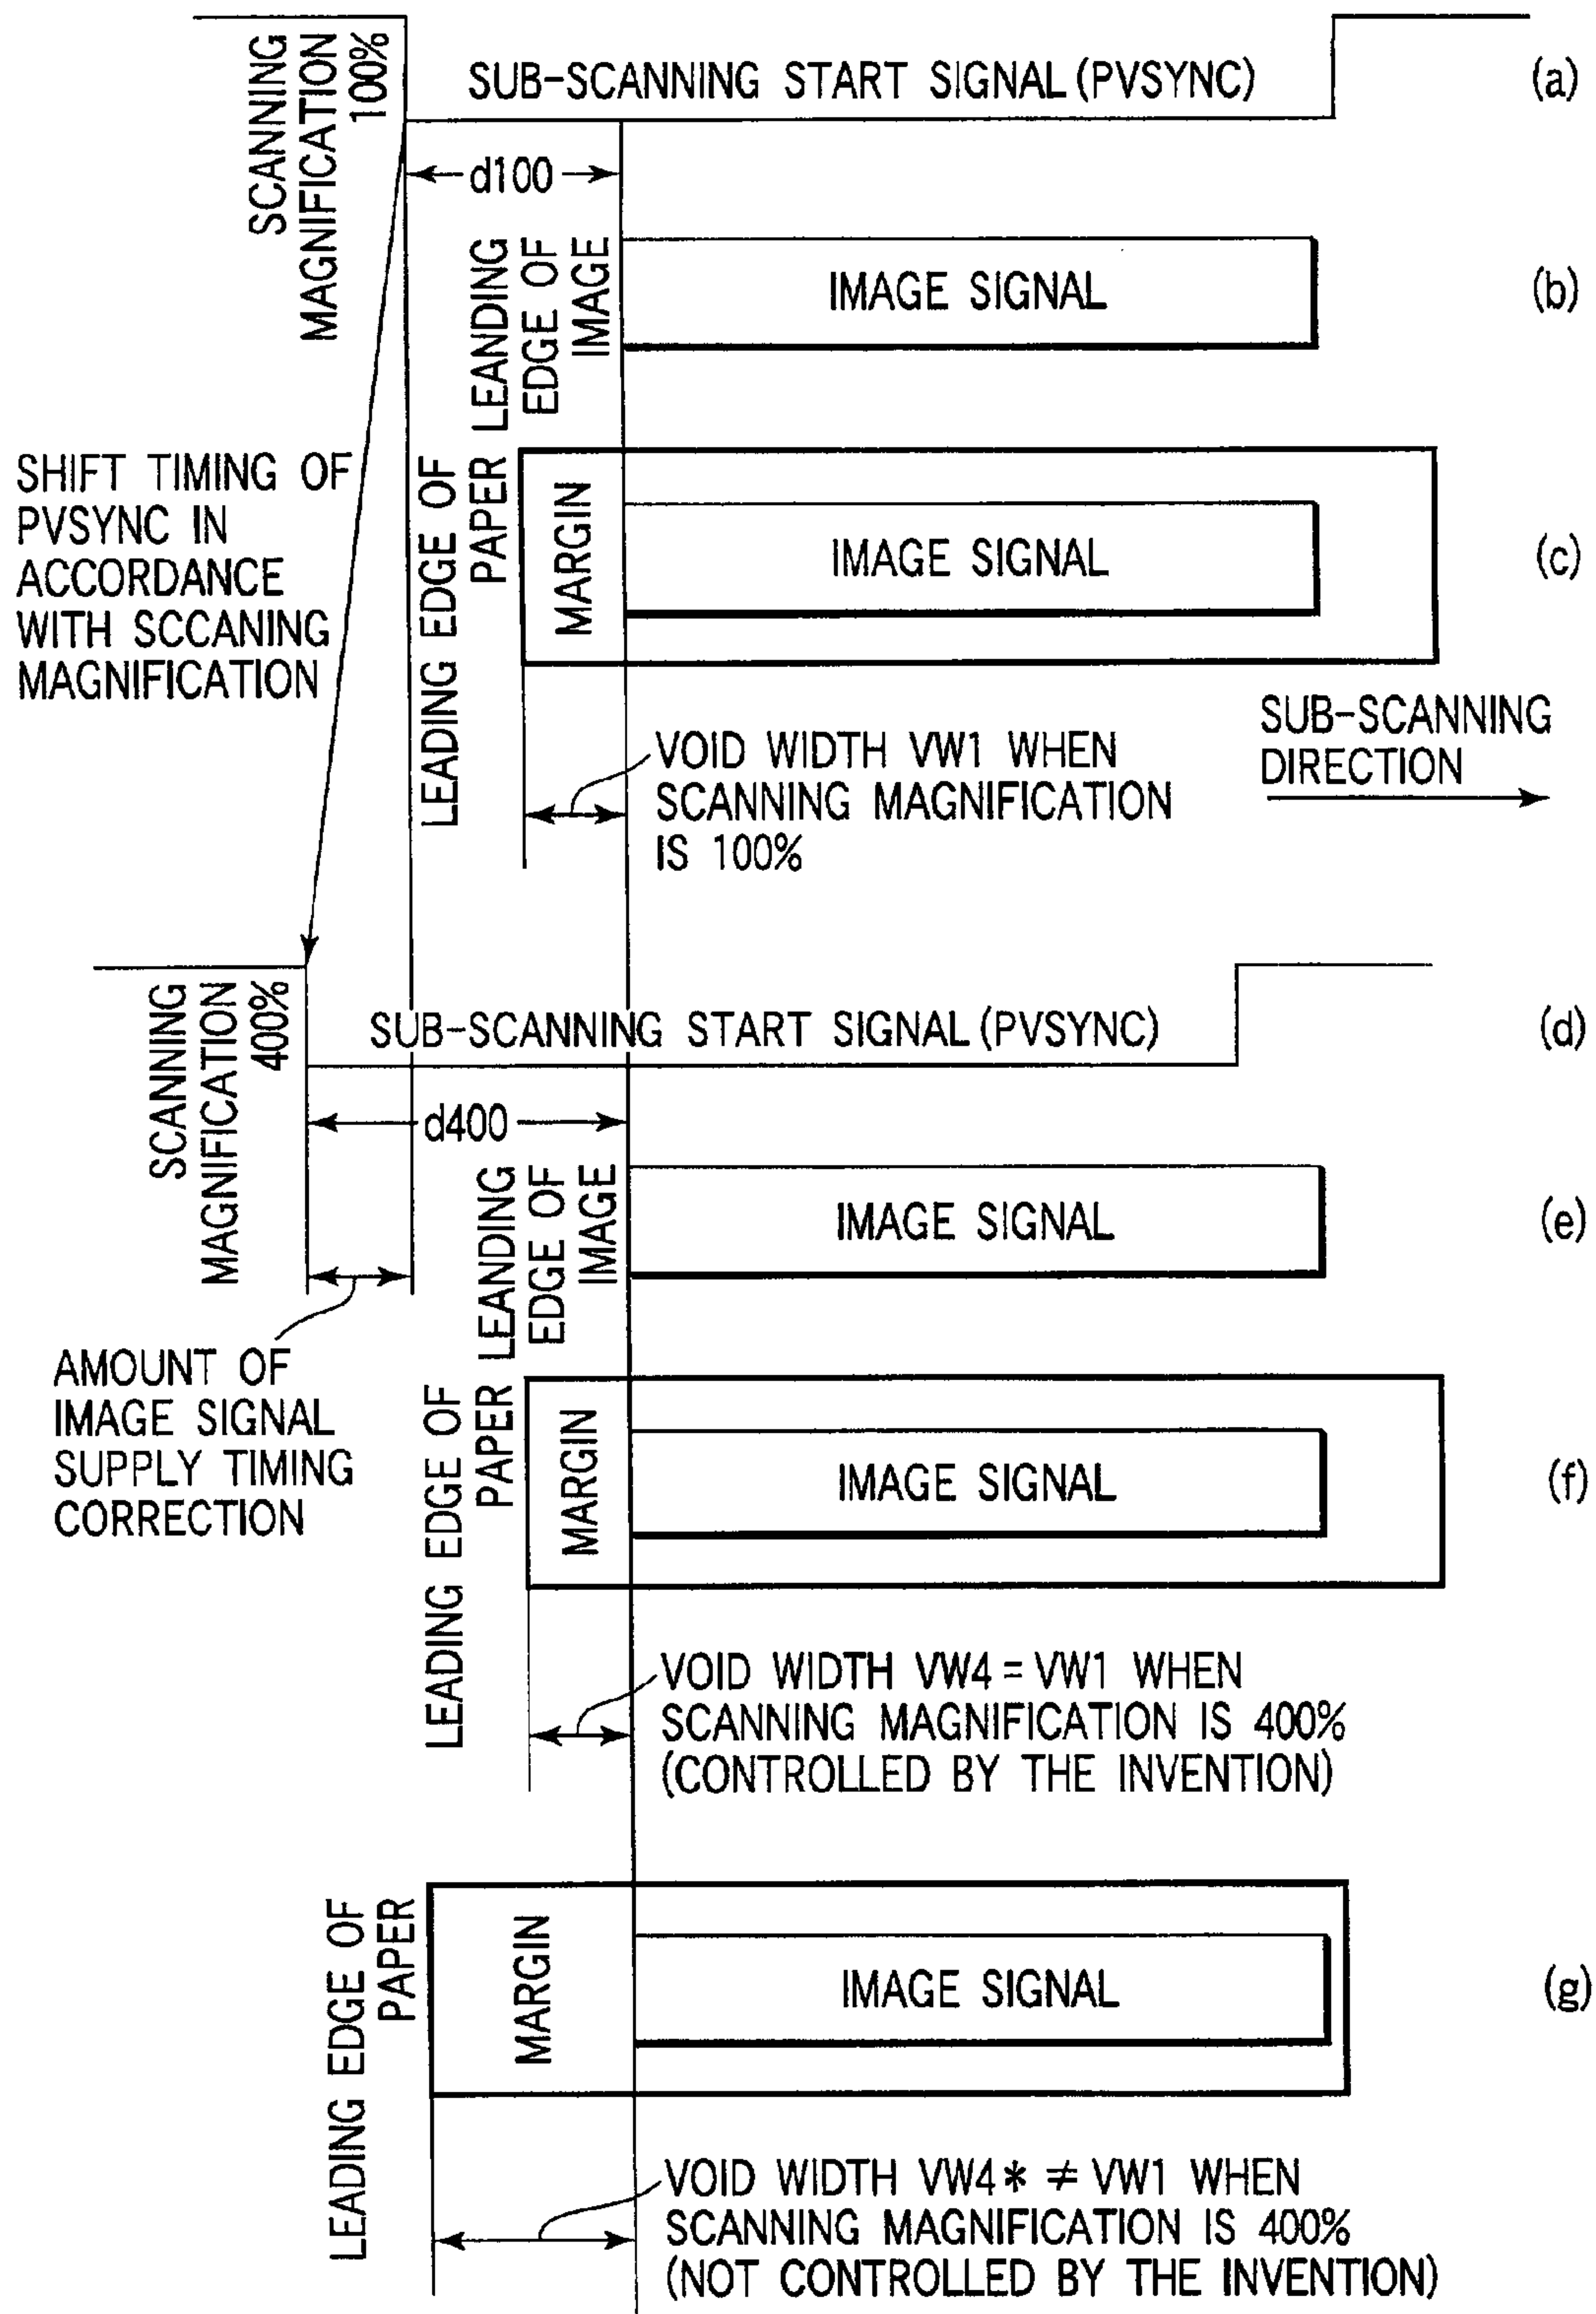 SCANNING
MAGNIFICATION
100%
SUB-SCANNING START SIGNAL (PVSYNC)
(a)
d100
LEANDING
EDGE OF
IMAGE
IMAGE SIGNAL
(b)
SHIFT TIMING OF
PVSYNC IN
ACCORDANCE
WITH SCCANING
MAGNIFICATION
LEADING EDGE OF
PAPER
MARGIN
IMAGE SIGNAL
(c)
VOID WIDTH VW1 WHEN
SCANNING MAGNIFICATION
IS 100%
SUB-SCANNING
DIRECTION
SCANNING
MAGNIFICATION
400%
SUB-SCANNING START SIGNAL (PVSYNC)
(d)
d400
LEANDING
EDGE OF
IMAGE
IMAGE SIGNAL
(e)
AMOUNT OF
IMAGE SIGNAL
SUPPLY TIMING
CORRECTION
LEADING EDGE OF
PAPER
MARGIN
IMAGE SIGNAL
(f)
VOID WIDTH VW4 = VW1 WHEN
SCANNING MAGNIFICATION IS 400%
(CONTROLLED BY THE INVENTION)
LEADING EDGE OF
PAPER
MARGIN
IMAGE SIGNAL
(g)
VOID WIDTH VW4* ≠ VW1 WHEN
SCANNING MAGNIFICATION IS 400%
(NOT CONTROLLED BY THE INVENTION)